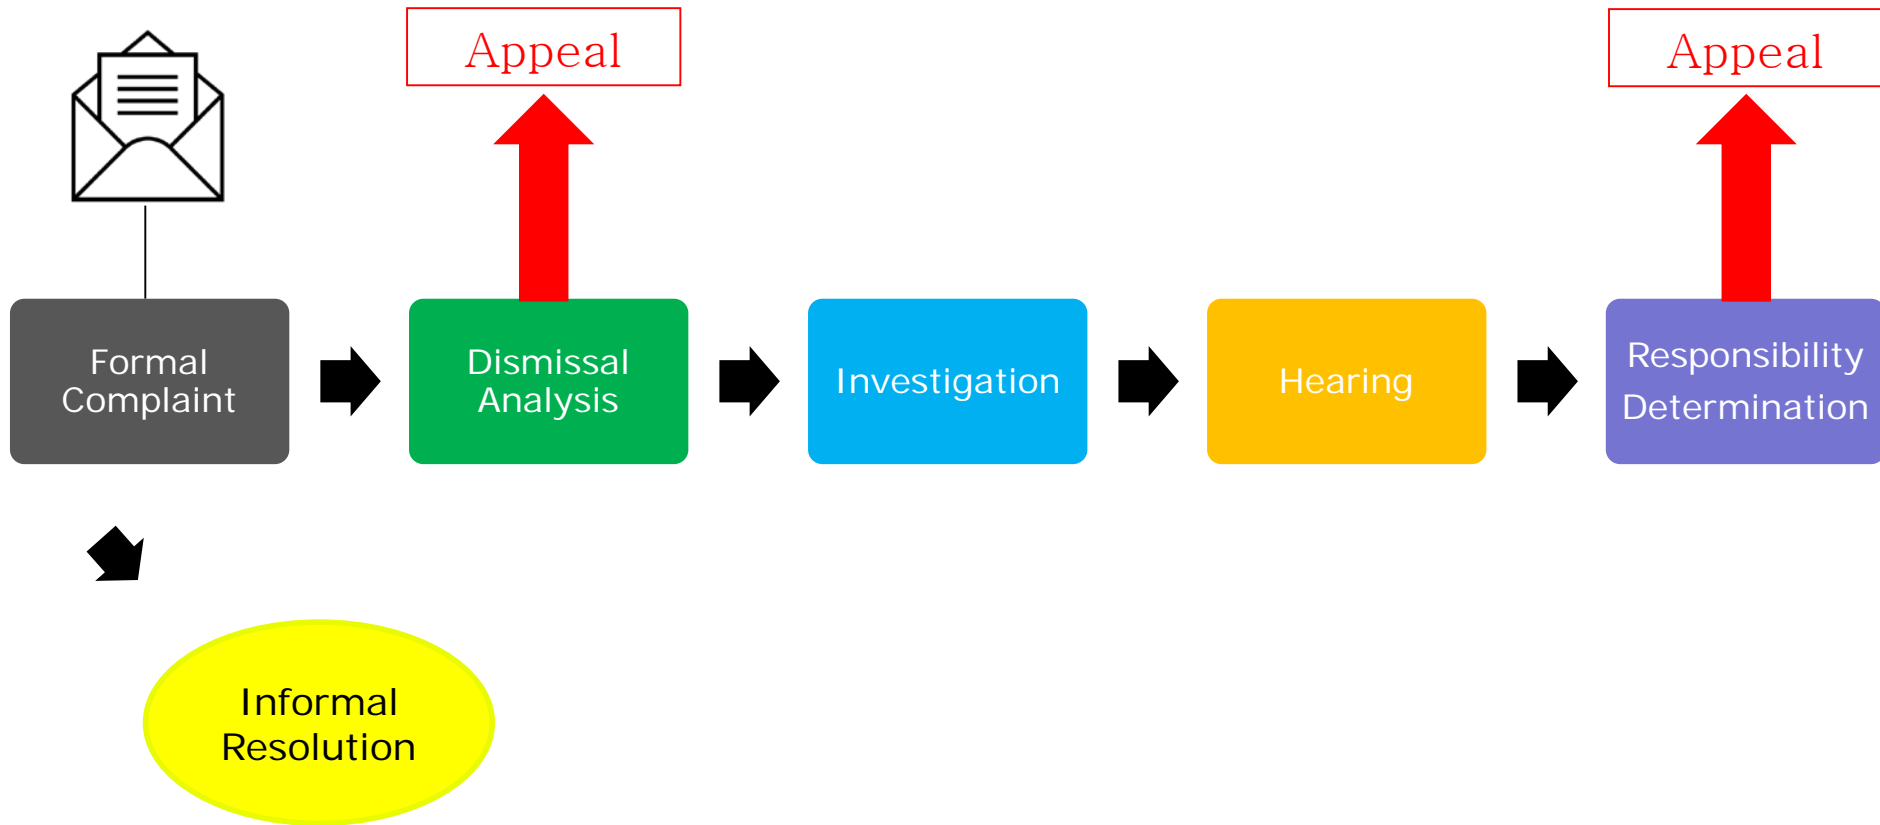 Appeal
Appeal
Formal
Complaint
Dismissal
Analysis
Investigation
Hearing
Responsibility
Determination
Informal
Resolution